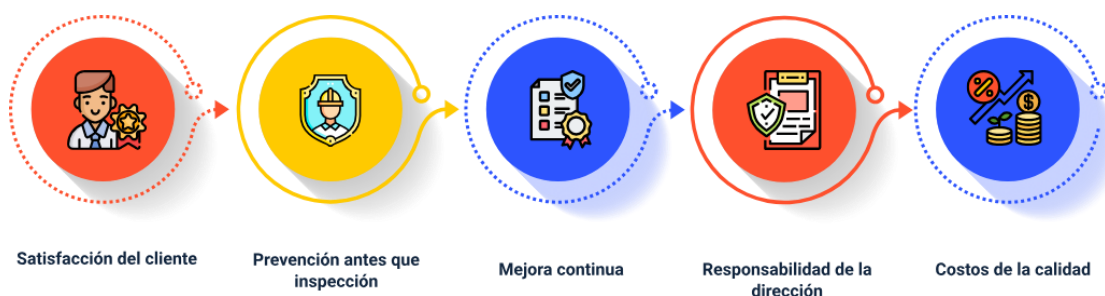 Satisfacción del cliente
Prevención antes que
inspección
Mejora continua
Responsabilidad de la
dirección
Costos de la calidad